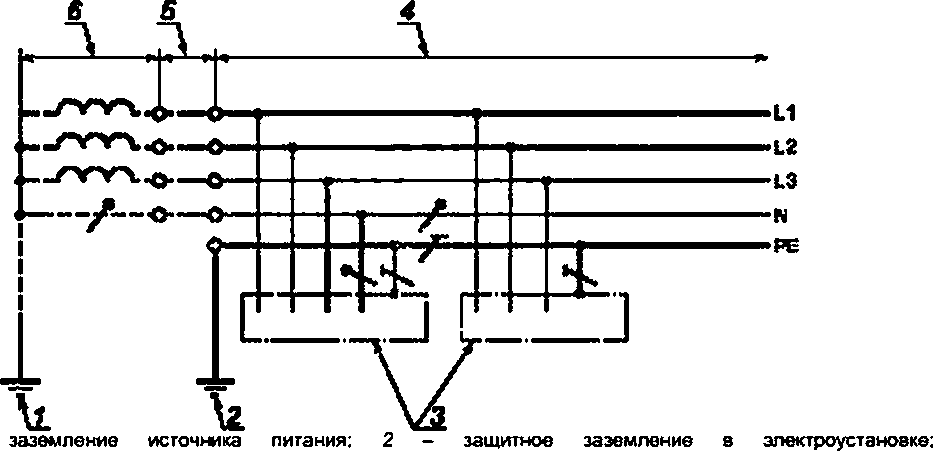 6 5 4
L1
L2
L3
N
PE
1 2 3
заземление источника питания; 2 – защитное заземление в электроустановке;